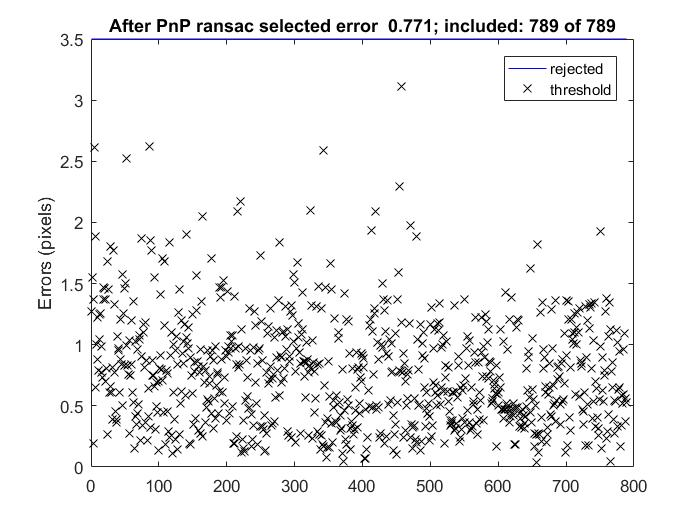 After PnP ransac selected error 0.771; included: 789 of 789
3.5
rejected
threshold
3
2.5
2
Errors (pixels)
1.5
1
0.5
0
0 100 200 300 400 500 600 700 800